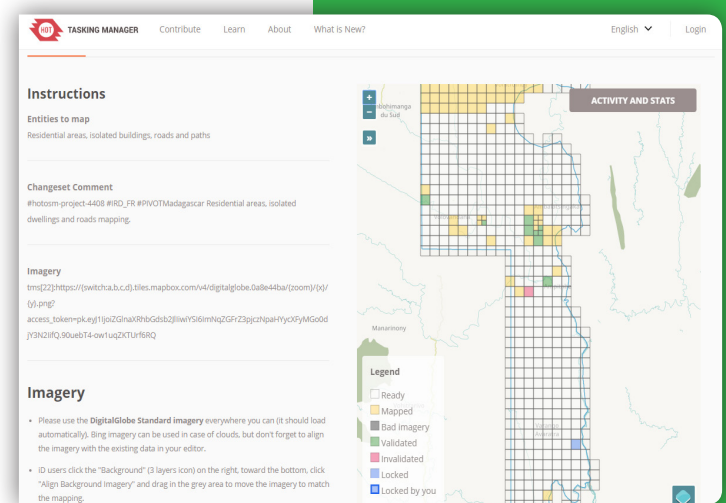 HOT TASKING MANAGER Contribute Learn About What is New? English Login
Instructions
Entities to map
Residential areas, isolated buildings, roads and paths
Changeset Comment
#hotosm-project-4408 #IRD_FR #PIVOTMadagascar Residential areas, isolated
dwellings and roads mapping.
Imagery
tms[22]:https://{switch:a,b,c,d}.tiles.mapbox.com/v4/digitalglobe.0a8e44ba/{zoom}/{x}/
{y}.png?
Imagery
• Please use the DigitalGlobe Standard imagery everywhere you can (it should load
automatically). Bing imagery can be used in case of clouds, but don't forget to align
the imagery with the existing data in your editor.
• iD users click the "Background" (3 layers icon) on the right, toward the bottom, click
"Align Background Imagery" and drag in the grey area to move the imagery to match
the mapping.
+
−
»
du Sud
ACTIVITY AND STATS
Manarinony
Legend
Ready
Mapped
Bad imagery
Validated
Invalidated
Locked
Locked by you